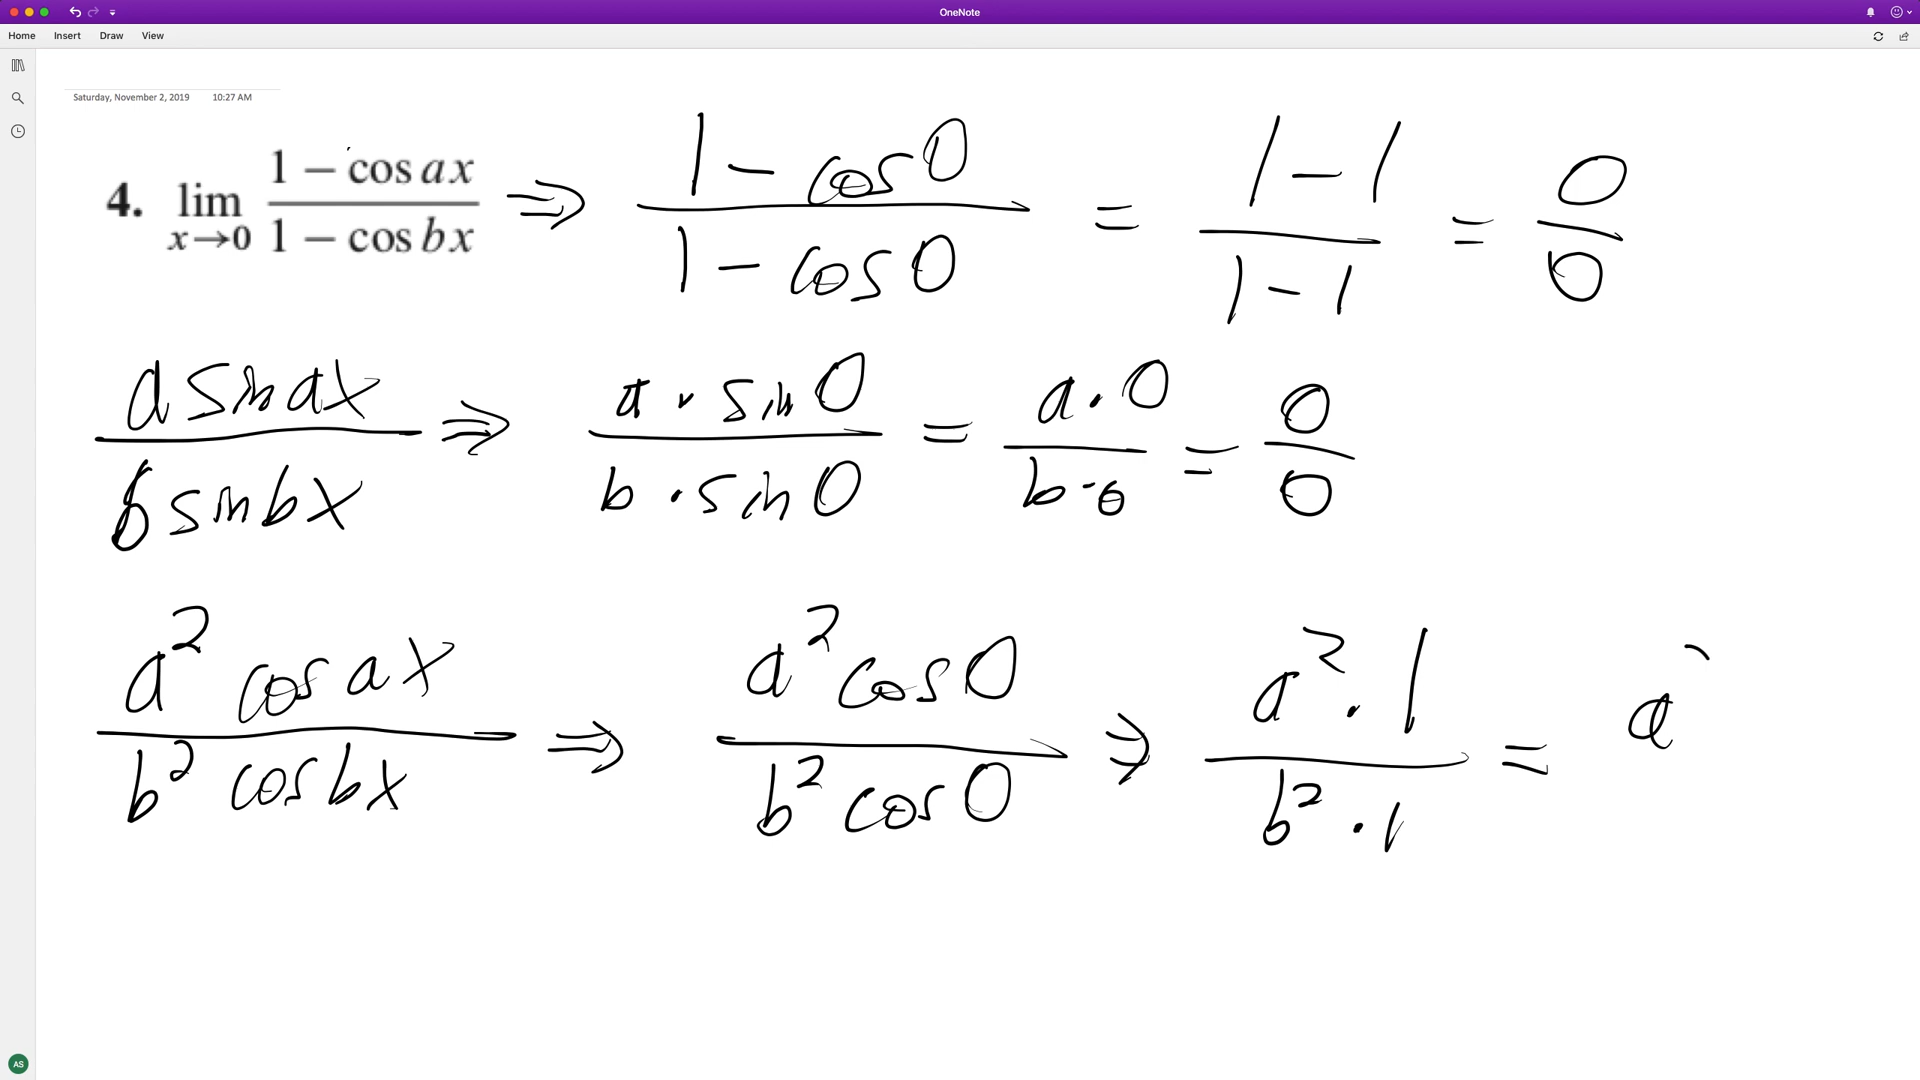 OneNote
Home Insert Draw View
Saturday, November 2, 2019 10:27 AM
4. lim x→0 (1 − cos ax)/(1 − cos bx) ⇒ (1 − cos 0)/(1 − cos 0) = (1 − 1)/(1 − 1) = 0/0
(a sin ax)/(b sin bx) ⇒ (a · sin 0)/(b · sin 0) = (a · 0)/(b · 0) = 0/0
(a² cos ax)/(b² cos bx) ⇒ (a² cos 0)/(b² cos 0) ⇒ (a² · 1)/(b² · 1) = a
AS